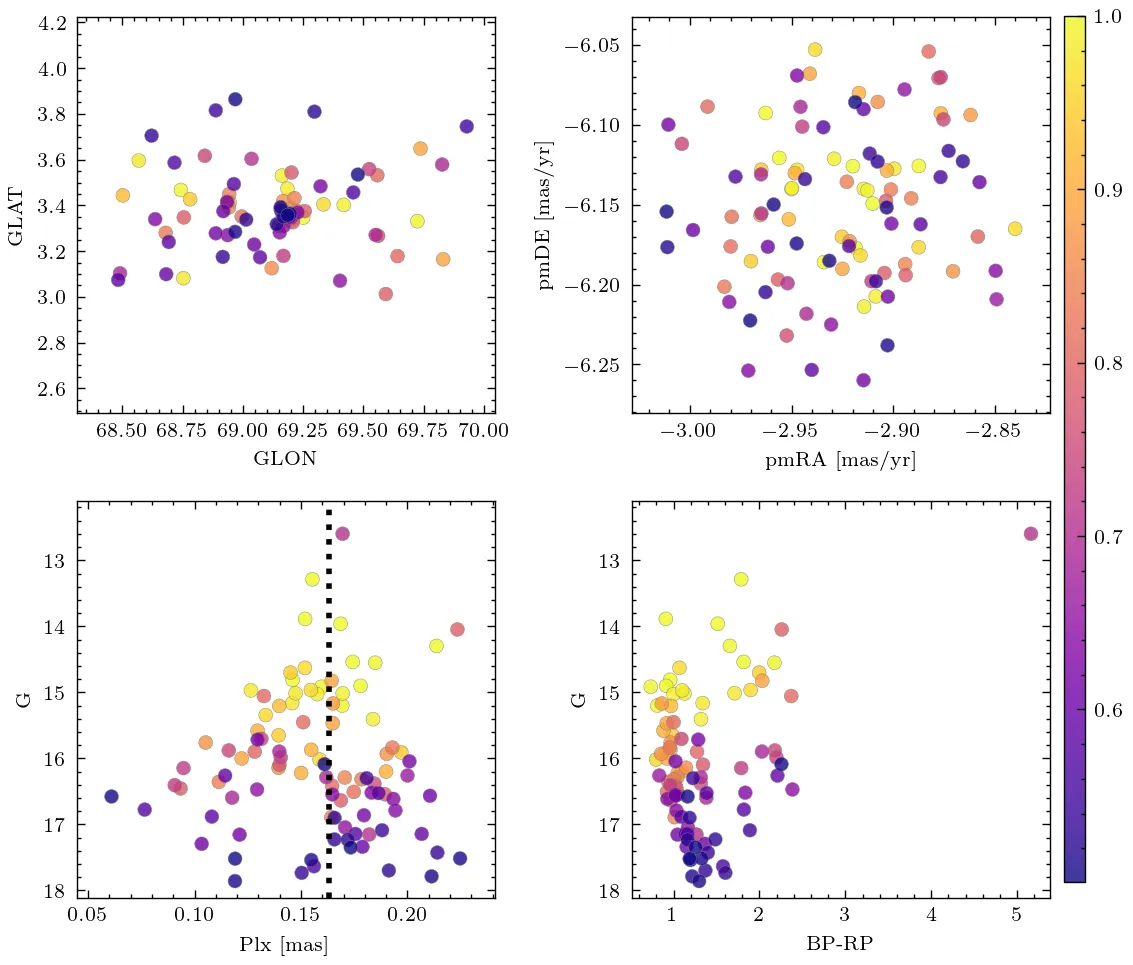 4.2
4.0
3.8
3.6
3.4
3.2
3.0
2.8
2.6
GLAT
68.50 68.75 69.00 69.25 69.50 69.75 70.00
GLON
−6.05
−6.10
−6.15
−6.20
−6.25
pmDE [mas/yr]
−3.00 −2.95 −2.90 −2.85
pmRA [mas/yr]
1.0
0.9
0.8
0.7
0.6
13
14
15
16
17
18
G
0.05 0.10 0.15 0.20
Plx [mas]
13
14
15
16
17
18
G
1 2 3 4 5
BP-RP